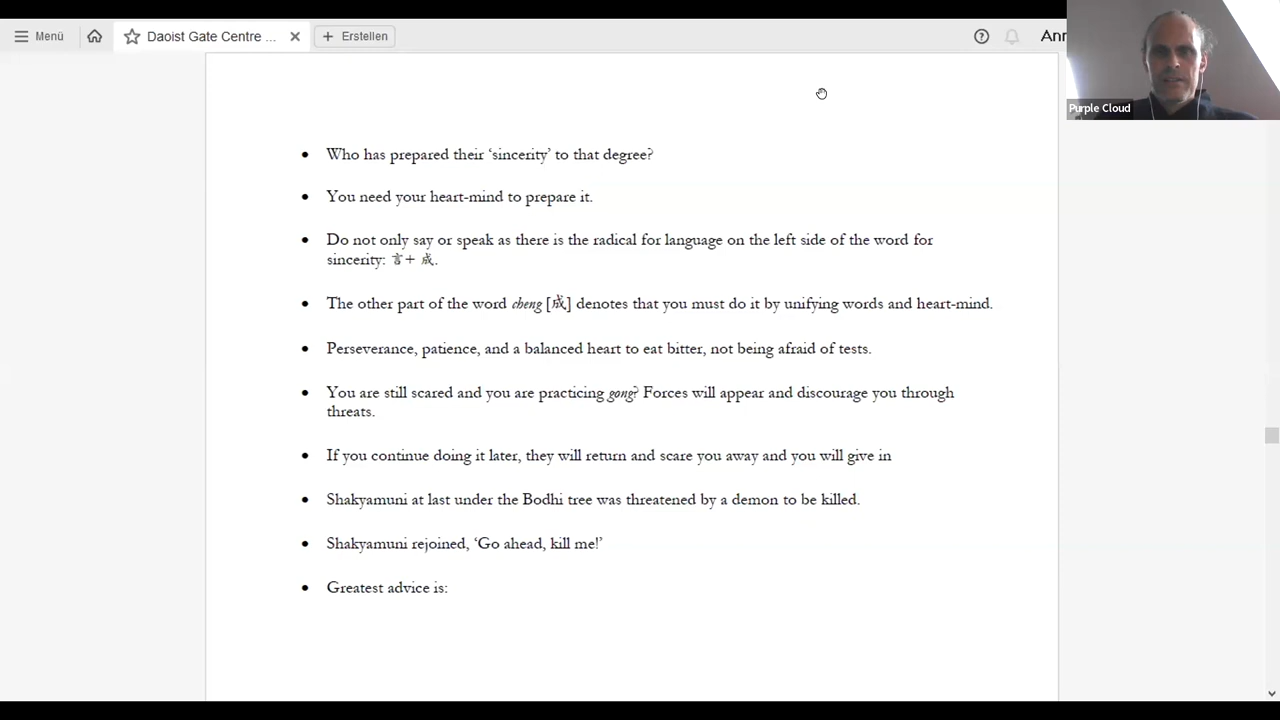 Menü
Daoist Gate Centre ...
Erstellen
Purple Cloud
• Who has prepared their ‘sincerity’ to that degree?
• You need your heart-mind to prepare it.
• Do not only say or speak as there is the radical for language on the left side of the word for
sincerity: 言+ 成.
• The other part of the word cheng [成] denotes that you must do it by unifying words and heart-mind.
• Perseverance, patience, and a balanced heart to eat bitter, not being afraid of tests.
• You are still scared and you are practicing gong? Forces will appear and discourage you through
threats.
• If you continue doing it later, they will return and scare you away and you will give in
• Shakyamuni at last under the Bodhi tree was threatened by a demon to be killed.
• Shakyamuni rejoined, ‘Go ahead, kill me!’
• Greatest advice is: